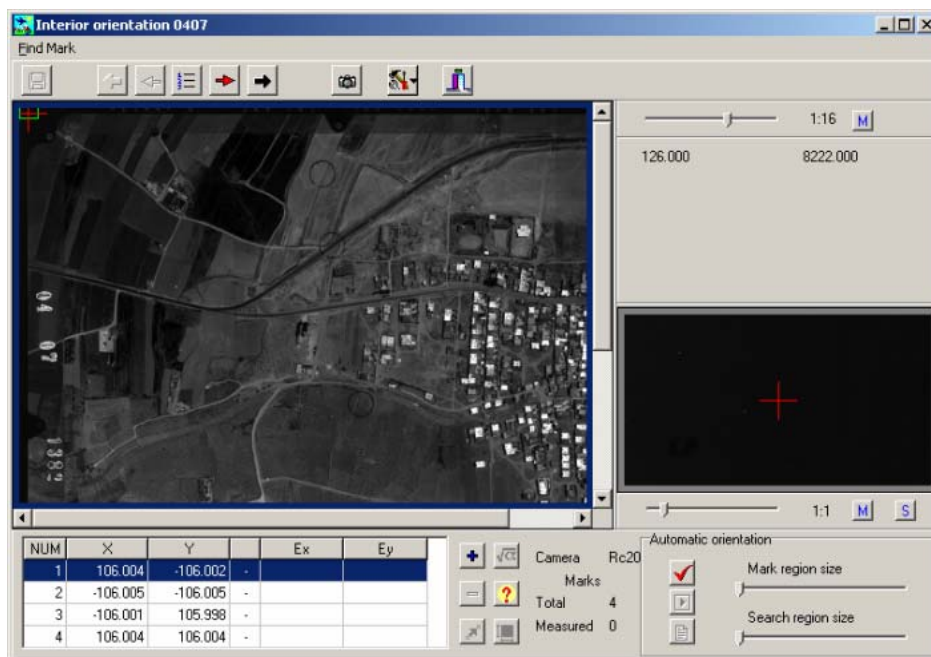 Interior orientation 0407
Find Mark
1:16 M
126.000 8222.000
04 07
1382
1:1 M S
NUM X Y Ex Ey
1 106.004 -106.002 -
2 -106.005 -106.005 -
3 -106.001 105.998 -
4 106.004 106.004 -
Camera Rc20
Marks
Total 4
Measured 0
Automatic orientation
Mark region size
Search region size